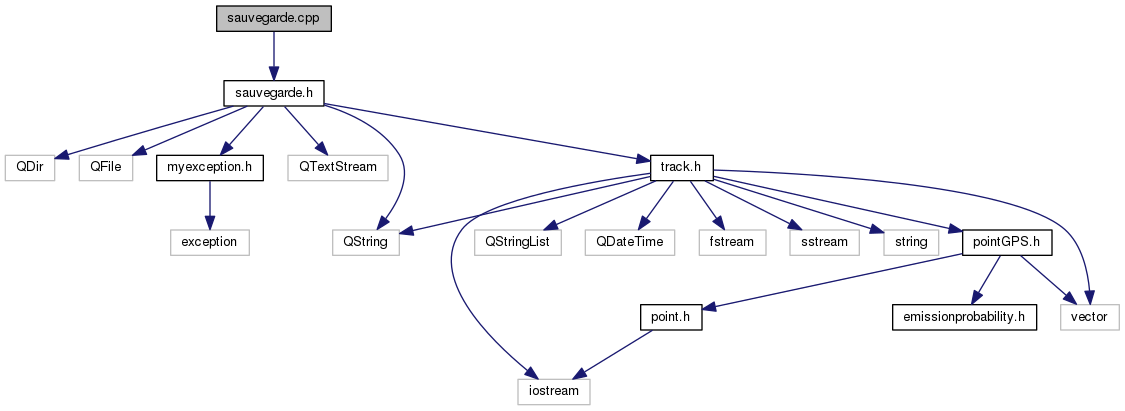 sauvegarde.cpp
sauvegarde.h
QDir
QFile
myexception.h
QTextStream
track.h
exception
QString
QStringList
QDateTime
fstream
sstream
string
pointGPS.h
point.h
emissionprobability.h
vector
iostream